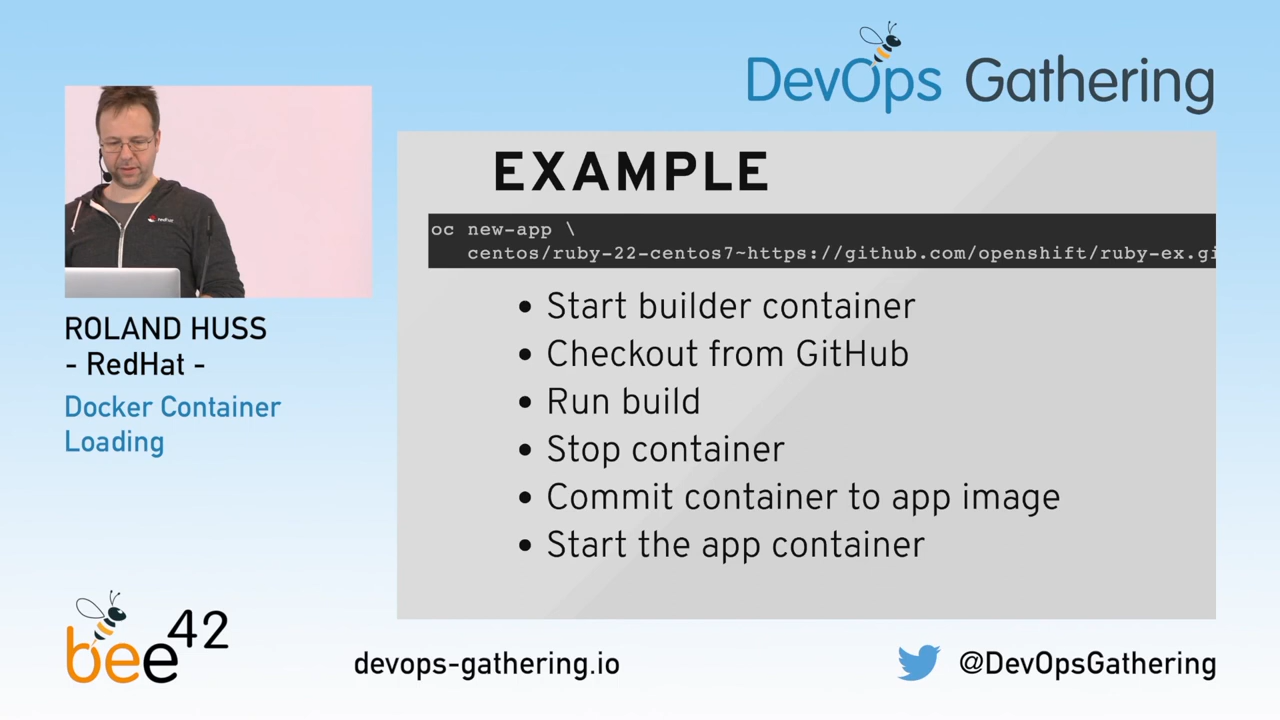 DevOps Gathering
EXAMPLE
oc new-app \
centos/ruby-22-centos7~https://github.com/openshift/ruby-ex.gi
• Start builder container
• Checkout from GitHub
• Run build
• Stop container
• Commit container to app image
• Start the app container
ROLAND HUSS
- RedHat -
Docker Container
Loading
bee42
devops-gathering.io
@DevOpsGathering